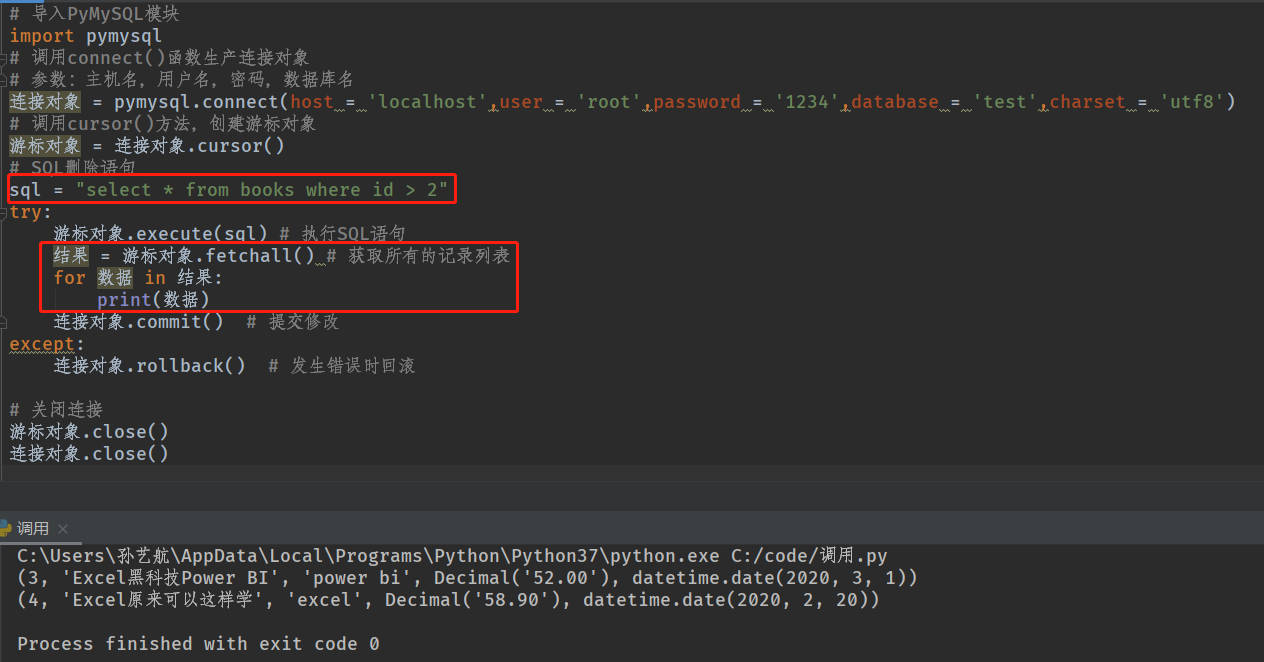 # 导入PyMySQL模块
import pymysql
# 调用connect()函数生产连接对象
# 参数：主机名，用户名，密码，数据库名
连接对象 = pymysql.connect(host = 'localhost',user = 'root',password = '1234',database = 'test',charset = 'utf8')
# 调用cursor()方法，创建游标对象
游标对象 = 连接对象.cursor()
# SQL删除语句
sql = "select * from books where id > 2"
try:
    游标对象.execute(sql) # 执行SQL语句
    结果 = 游标对象.fetchall() # 获取所有的记录列表
    for 数据 in 结果:
        print(数据)
    连接对象.commit()  # 提交修改
except:
    连接对象.rollback()  # 发生错误时回滚
# 关闭连接
游标对象.close()
连接对象.close()
调用 ×
C:\Users\孙艺航\AppData\Local\Programs\Python\Python37\python.exe C:/code/调用.py
(3, 'Excel黑科技Power BI', 'power bi', Decimal('52.00'), datetime.date(2020, 3, 1))
(4, 'Excel原来可以这样学', 'excel', Decimal('58.90'), datetime.date(2020, 2, 20))
Process finished with exit code 0